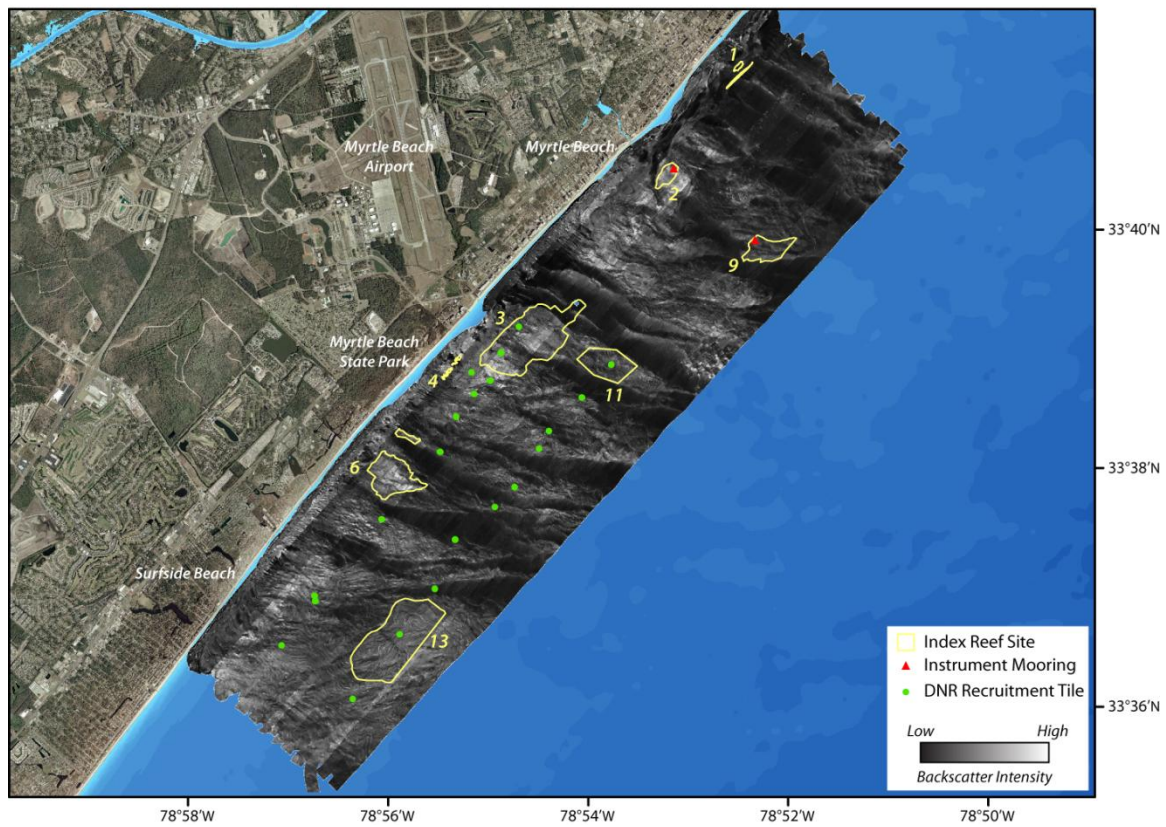 1
Myrtle Beach
Airport
Myrtle Beach
2
33°40'N
9
3
Myrtle Beach
State Park
4
11
6
33°38'N
Surfside Beach
13
Index Reef Site
Instrument Mooring
DNR Recruitment Tile
33°36'N
Low
High
Backscatter Intensity
78°58'W
78°56'W
78°54'W
78°52'W
78°50'W